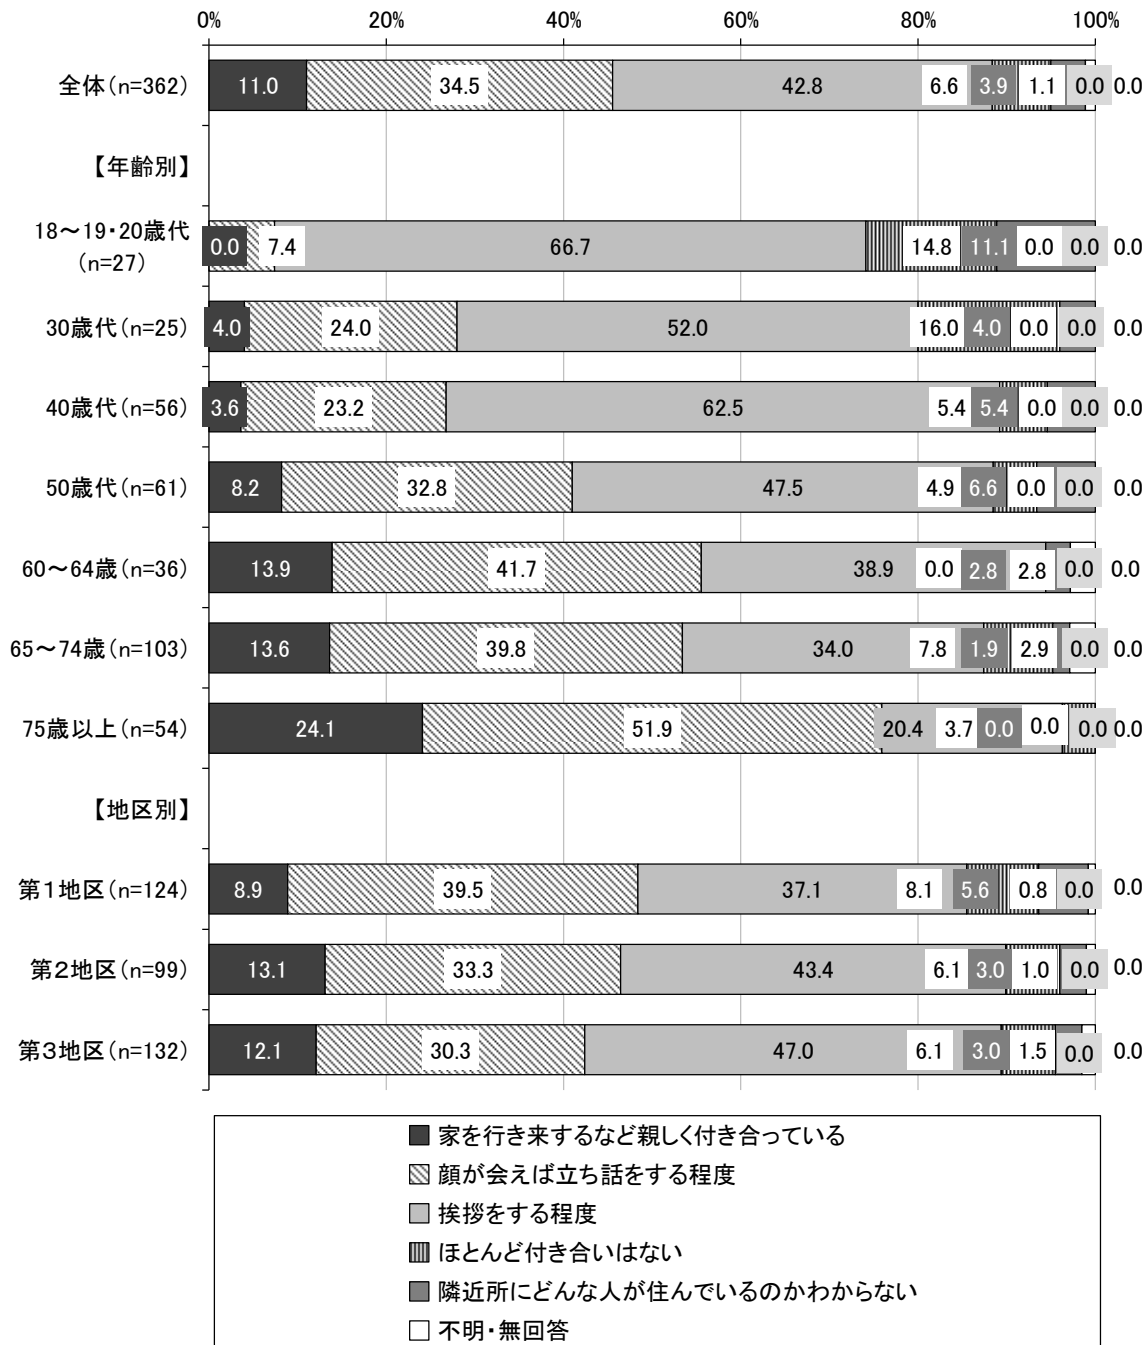 0% 20% 40% 60% 80% 100%
全体(n=362) 11.0 34.5 42.8 6.6 3.9 1.1 0.0 0.0
【年齢別】
18～19・20歳代
(n=27) 0.0 7.4 66.7 14.8 11.1 0.0 0.0 0.0
30歳代(n=25) 4.0 24.0 52.0 16.0 4.0 0.0 0.0 0.0
40歳代(n=56) 3.6 23.2 62.5 5.4 5.4 0.0 0.0 0.0
50歳代(n=61) 8.2 32.8 47.5 4.9 6.6 0.0 0.0 0.0
60～64歳(n=36) 13.9 41.7 38.9 0.0 2.8 2.8 0.0 0.0
65～74歳(n=103) 13.6 39.8 34.0 7.8 1.9 2.9 0.0 0.0
75歳以上(n=54) 24.1 51.9 20.4 3.7 0.0 0.0 0.0 0.0
【地区別】
第1地区(n=124) 8.9 39.5 37.1 8.1 5.6 0.8 0.0 0.0
第2地区(n=99) 13.1 33.3 43.4 6.1 3.0 1.0 0.0 0.0
第3地区(n=132) 12.1 30.3 47.0 6.1 3.0 1.5 0.0 0.0
家を行き来するなど親しく付き合っている
顔が会えば立ち話をする程度
挨拶をする程度
ほとんど付き合いはない
隣近所にどんな人が住んでいるのかわからない
不明・無回答